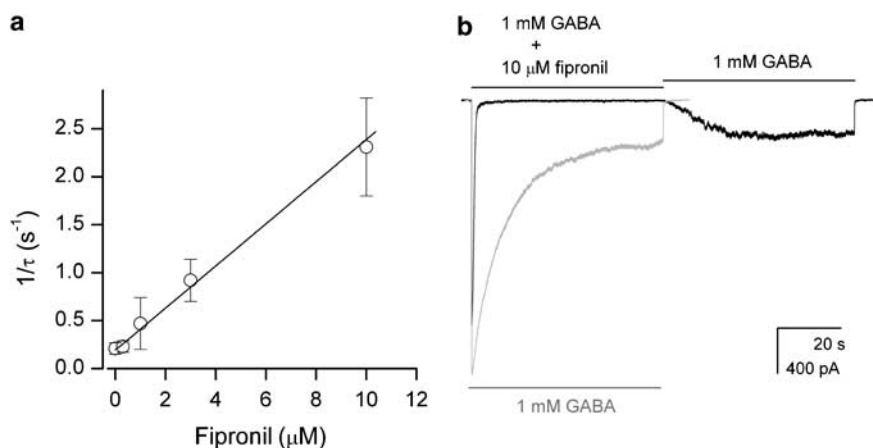 a
1/τ (s⁻¹)
2.5
2.0
1.5
1.0
0.5
0.0
0 2 4 6 8 10 12
Fipronil (μM)
b
1 mM GABA
+
10 μM fipronil
1 mM GABA
20 s
400 pA
1 mM GABA